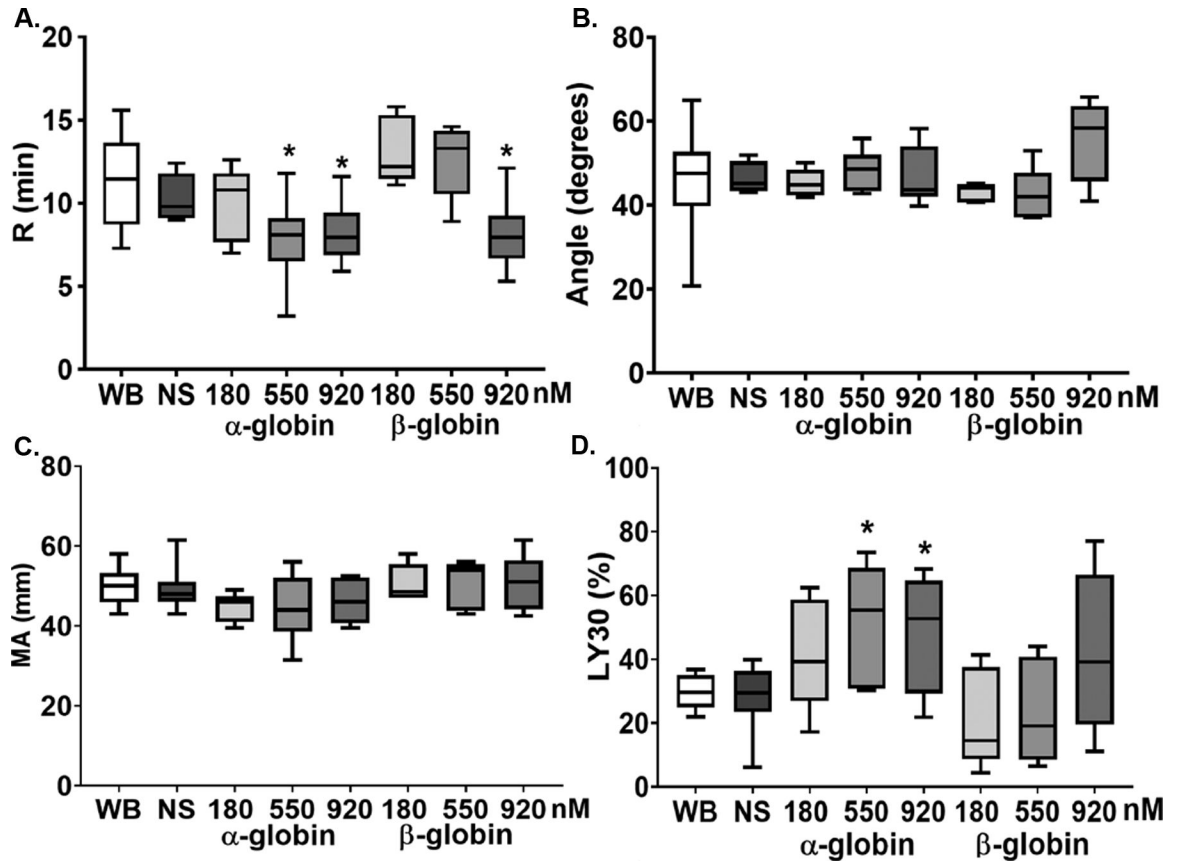 A.
R (min)
20
15
10
5
0
* * *
WB NS 180 550 920 180 550 920 nM
α-globin β-globin
B.
Angle (degrees)
80
60
40
20
0
WB NS 180 550 920 180 550 920 nM
α-globin β-globin
C.
MA (mm)
80
60
40
20
0
WB NS 180 550 920 180 550 920 nM
α-globin β-globin
D.
LY30 (%)
100
80
60
40
20
0
* *
WB NS 180 550 920 180 550 920 nM
α-globin β-globin